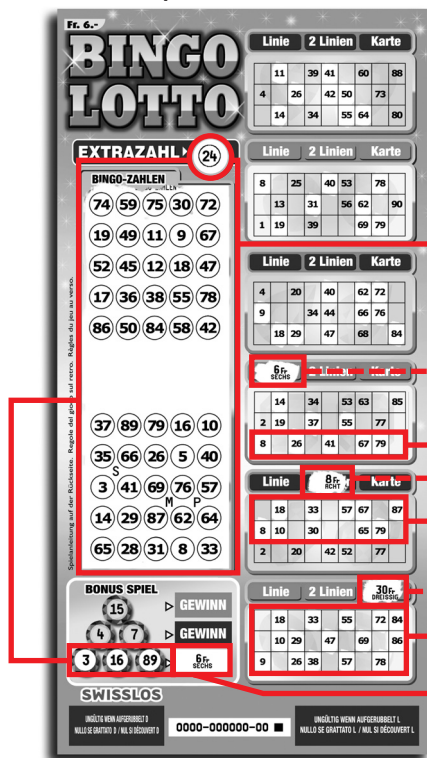 Fr. 6.-
BINGO
LOTTO
EXTRAZAHL 24
BINGO-ZAHLEN
74 59 75 30 72
19 49 11 9 67
52 45 12 18 47
17 36 38 55 78
86 50 84 58 42
37 89 79 16 10
35 66 26 5 40
S
3 41 69 76 57
M P
14 29 87 62 64
65 28 31 8 33
Spielanleitung auf der Rückseite. Regole del gioco sul retro. Règles du jeu au verso.
BONUS SPIEL
15 GEWINN
4 7 GEWINN
3 16 89 6 Fr.
SECHS
SWISSLOS
UNGÜLTIG WENN AUFGERUBBELT D
NULLO SE GRATTATO D / NUL SI DÉCOUVERT D
0000-000000-00
UNGÜLTIG WENN AUFGERUBBELT L
NULLO SE GRATTATO L / NUL SI DÉCOUVERT L
Linie 2 Linien Karte
11 39 41 60 88
4 26 42 50 73
14 34 55 64 80
Linie 2 Linien Karte
8 25 40 53 78
13 31 56 62 90
1 19 39 69 79
Linie 2 Linien Karte
4 20 40 62 72
9 34 44 66 76
18 29 47 68 84
6 Fr. 2 Linien Karte
SECHS
14 34 53 63 85
2 19 37 55 77
8 26 41 67 79
Linie 8 Fr. Karte
ACHT
18 33 57 67 87
8 10 30 65 79
2 20 42 52 77
Linie 2 Linien 30 Fr.
DREISSIG
18 33 55 72 84
10 29 47 69 86
9 26 38 57 78